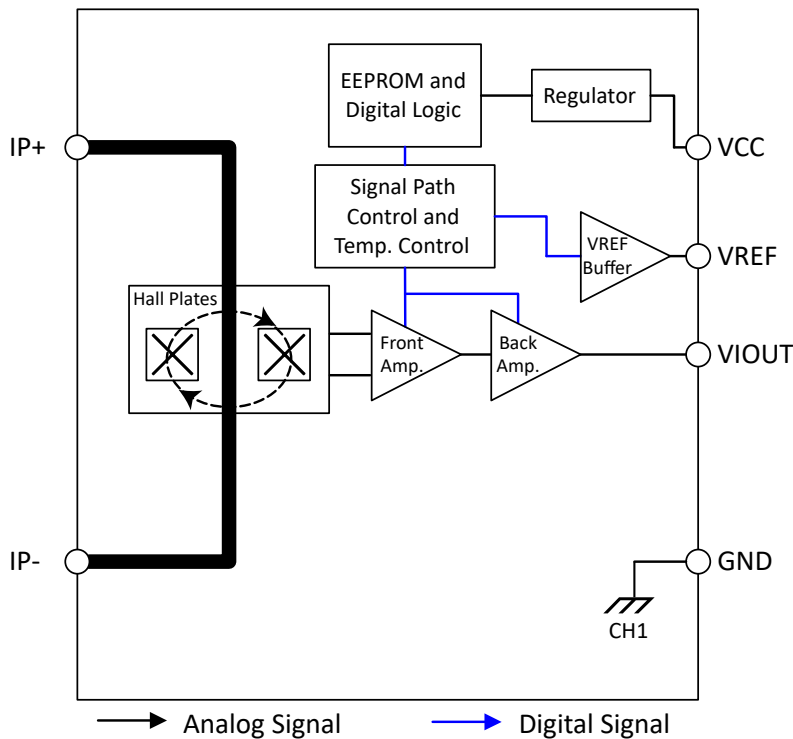 EEPROM and
Digital Logic
Regulator
IP+
VCC
Signal Path
Control and
Temp. Control
VREF
Buffer
VREF
Hall Plates
Front
Amp.
Back
Amp.
VIOUT
IP-
GND
CH1
Analog Signal
Digital Signal